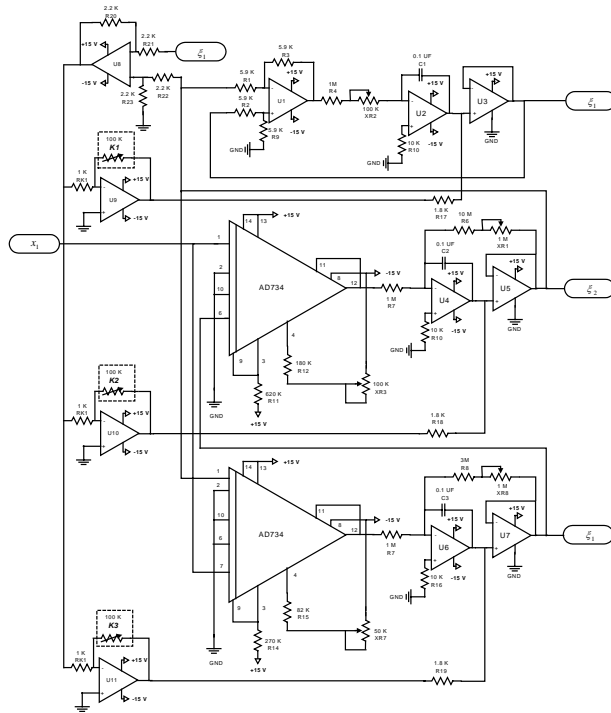 2.2 K
R20
+15 V
2.2 K
R21
ξ1
U8
-15 V
2.2 K
R23
2.2 K
R22
5.9 K
R3
5.9 K
R1
+15 V
5.9 K
R2
U1
-15 V
5.9 K
R9
GND
1M
R4
100 K
XR2
0.1 UF
C1
+15 V
U2
-15 V
10 K
R10
GND
U3
+15 V
GND
ξ1
100 K
K1
1 K
RK1
+15 V
U9
-15 V
1.8 K
R17
x1
1
2
10
6
14
13
+15 V
AD734
11
8
12
-15 V
9
3
4
180 K
R12
620 K
R11
+15 V
100 K
XR3
GND
1 M
R7
10 M
R6
1 M
XR1
0.1 UF
C2
+15 V
U4
-15 V
10 K
R10
GND
+15 V
U5
GND
ξ2
100 K
K2
1 K
RK1
+15 V
U10
-15 V
1.8 K
R18
1
2
10
6
7
14
13
+15 V
AD734
11
8
12
-15 V
9
3
4
82 K
R15
270 K
R14
+15 V
50 K
XR7
GND
1 M
R7
3M
R8
1 M
XR8
0.1 UF
C3
+15 V
U6
-15 V
10 K
R16
GND
+15 V
U7
GND
ξ1
100 K
K3
1 K
RK1
+15 V
U11
-15 V
1.8 K
R19